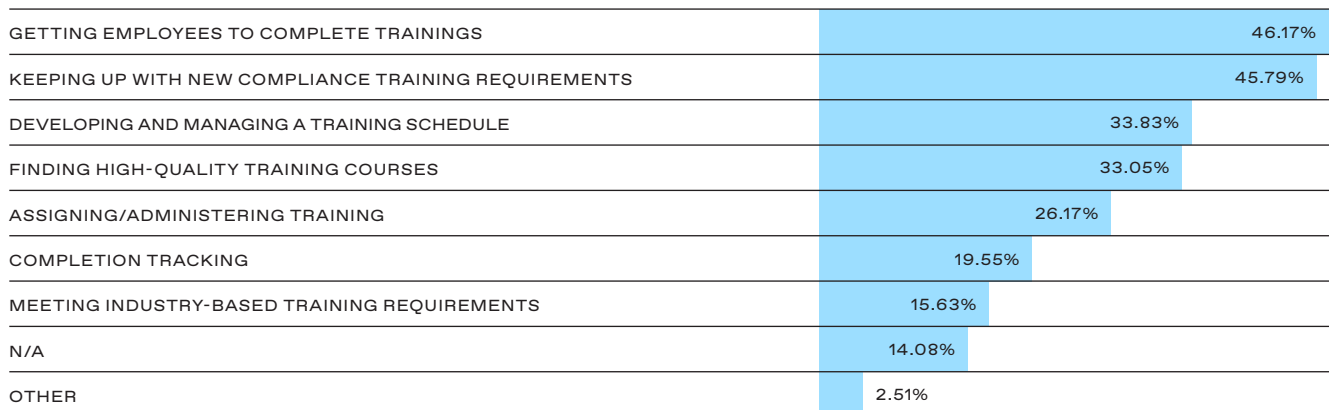 GETTING EMPLOYEES TO COMPLETE TRAININGS 46.17%
KEEPING UP WITH NEW COMPLIANCE TRAINING REQUIREMENTS 45.79%
DEVELOPING AND MANAGING A TRAINING SCHEDULE 33.83%
FINDING HIGH-QUALITY TRAINING COURSES 33.05%
ASSIGNING/ADMINISTERING TRAINING 26.17%
COMPLETION TRACKING 19.55%
MEETING INDUSTRY-BASED TRAINING REQUIREMENTS 15.63%
N/A 14.08%
OTHER 2.51%